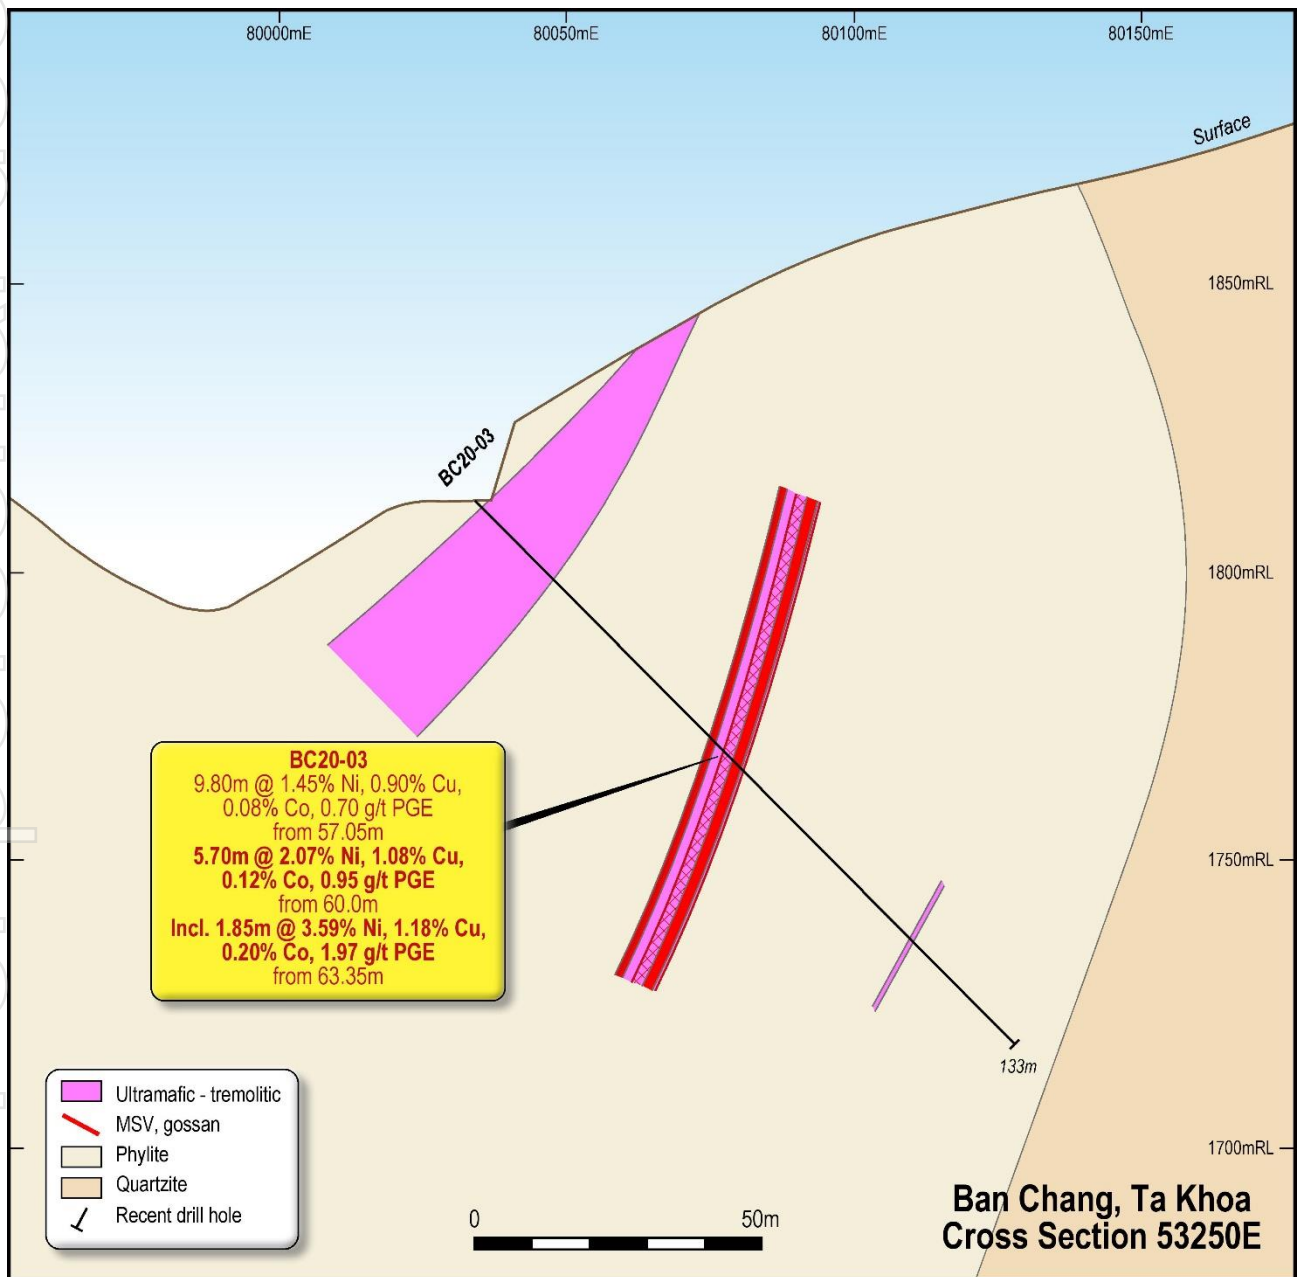 80000mE
80050mE
80100mE
80150mE
Surface
1850mRL
BC20-03
1800mRL
BC20-03
9.80m @ 1.45% Ni, 0.90% Cu,
0.08% Co, 0.70 g/t PGE
from 57.05m
5.70m @ 2.07% Ni, 1.08% Cu,
0.12% Co, 0.95 g/t PGE
from 60.0m
Incl. 1.85m @ 3.59% Ni, 1.18% Cu,
0.20% Co, 1.97 g/t PGE
from 63.35m
1750mRL
133m
1700mRL
Ultramafic - tremolitic
MSV, gossan
Phylite
Quartzite
Recent drill hole
0
50m
Ban Chang, Ta Khoa
Cross Section 53250E